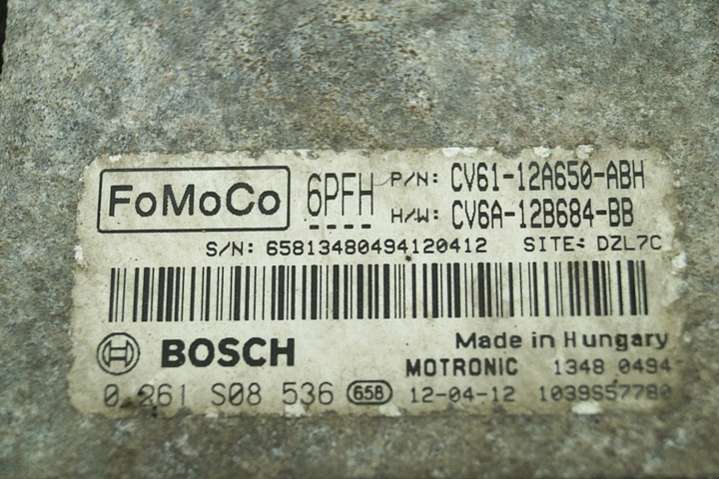 FoMoCo 6PFH P/N: CV61-12A650-ABH
H/W: CV6A-12B684-BB
S/N: 65813480494120412 SITE: DZL7C
BOSCH Made in Hungary
MOTRONIC 1348 0494
0 261 S08 536 658 12-04-12 1039S57780